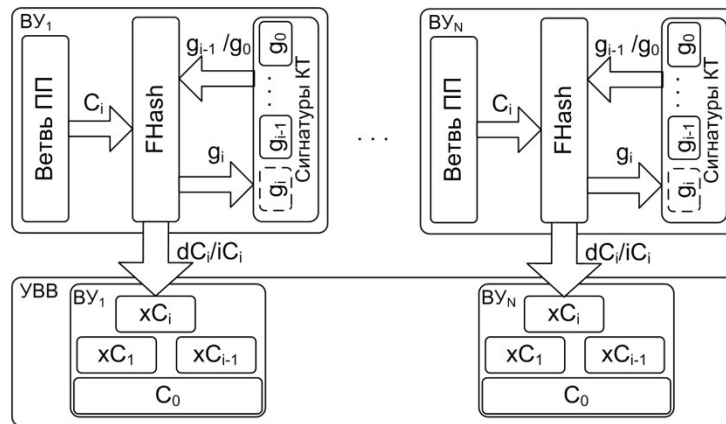 ВУ₁
Ветвь ПП
Cᵢ
FHash
gᵢ₋₁ /g₀
gᵢ
g₀
. . .
gᵢ₋₁
gᵢ
Сигнатуры КТ
dCᵢ/iCᵢ
. . .
ВУ_N
Ветвь ПП
Cᵢ
FHash
gᵢ₋₁ /g₀
gᵢ
g₀
. . .
gᵢ₋₁
gᵢ
Сигнатуры КТ
dCᵢ/iCᵢ
УВВ
ВУ₁
xCᵢ
xC₁ xCᵢ₋₁
C₀
ВУ_N
xCᵢ
xC₁ xCᵢ₋₁
C₀